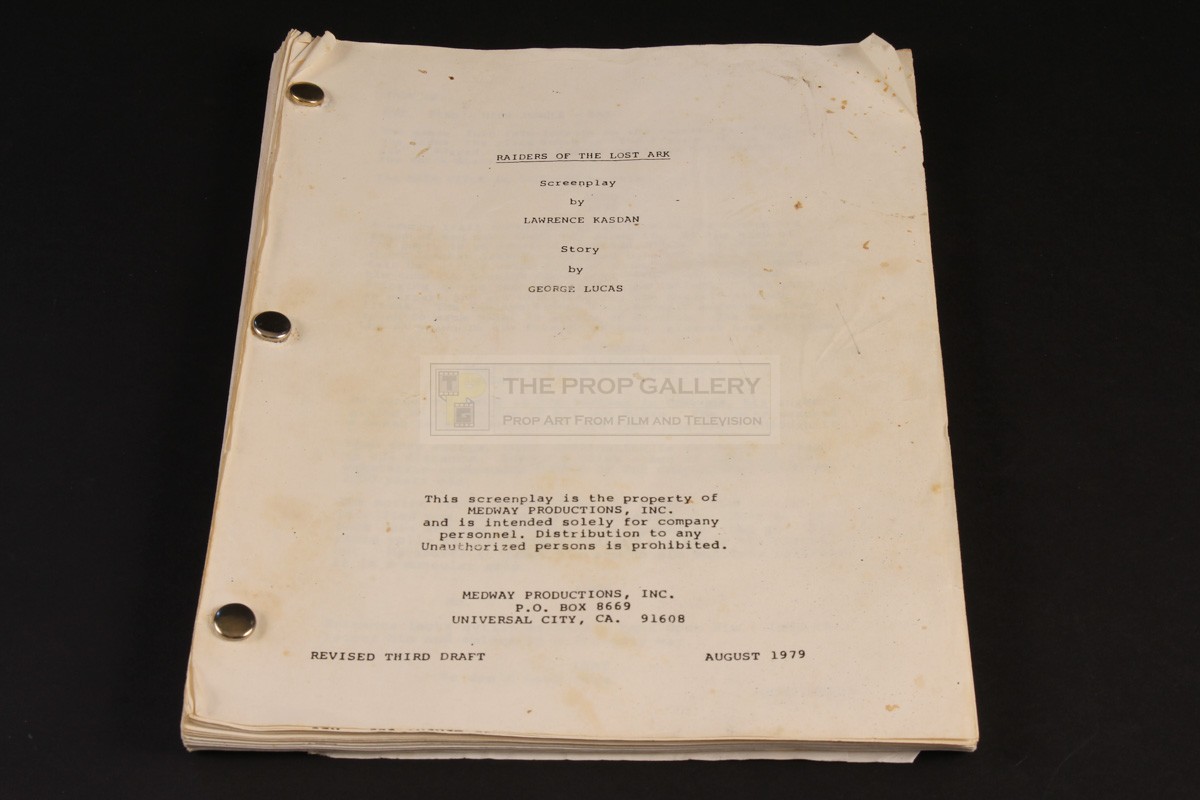 RAIDERS OF THE LOST ARK
Screenplay
by
LAWRENCE KASDAN
Story
by
GEORGE LUCAS
T
G
THE PROP GALLERY
PROP ART FROM FILM AND TELEVISION
This screenplay is the property of
MEDWAY PRODUCTIONS, INC.
and is intended solely for company
personnel. Distribution to any
Unauthorized persons is prohibited.
MEDWAY PRODUCTIONS, INC.
P.O. BOX 8669
UNIVERSAL CITY, CA. 91608
REVISED THIRD DRAFT AUGUST 1979